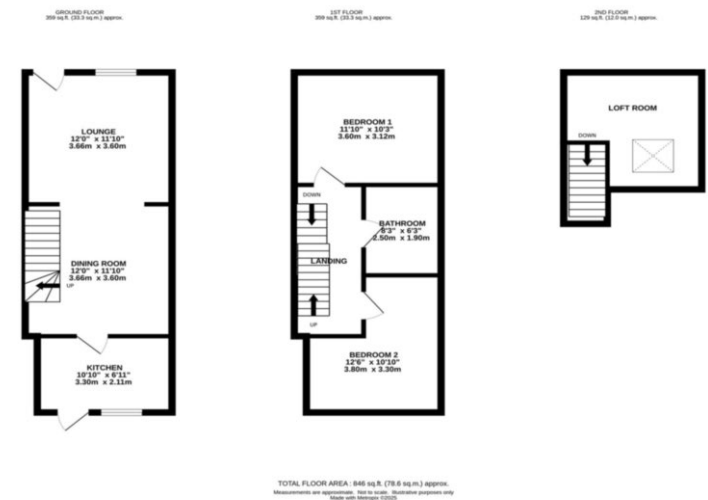 GROUND FLOOR
359 sq.ft. (33.3 sq.m.) approx.
1ST FLOOR
359 sq.ft. (33.3 sq.m.) approx.
2ND FLOOR
129 sq.ft. (12.0 sq.m.) approx.
LOUNGE
12'0" x 11'10"
3.66m x 3.60m
DINING ROOM
12'0" x 11'10"
3.66m x 3.60m
UP
KITCHEN
10'10" x 6'11"
3.30m x 2.11m
BEDROOM 1
11'10" x 10'3"
3.60m x 3.12m
DOWN
BATHROOM
8'3" x 6'3"
2.50m x 1.90m
LANDING
UP
BEDROOM 2
12'6" x 10'10"
3.80m x 3.30m
LOFT ROOM
DOWN
TOTAL FLOOR AREA : 846 sq.ft. (78.6 sq.m.) approx.
Measurements are approximate. Not to scale. Illustrative purposes only
Made with Metropix ©2025